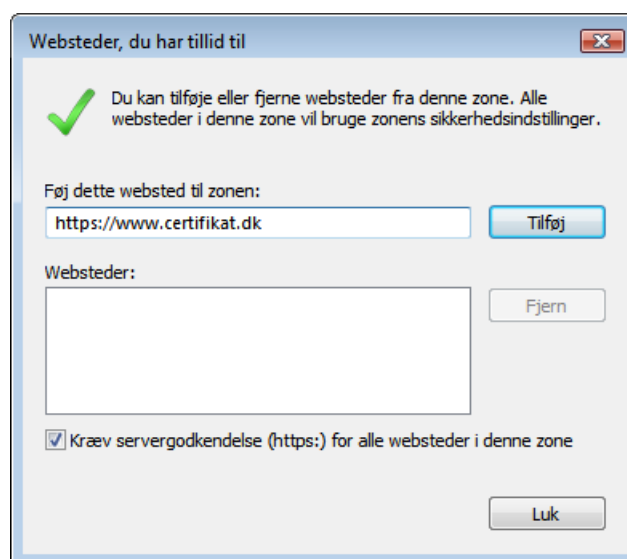 Websteder, du har tillid til
Du kan tilføje eller fjerne websteder fra denne zone. Alle
websteder i denne zone vil bruge zonens sikkerhedsindstillinger.
Føj dette websted til zonen:
https://www.certifikat.dk
Tilføj
Websteder:
Fjern
Kræv servergodkendelse (https:) for alle websteder i denne zone
Luk